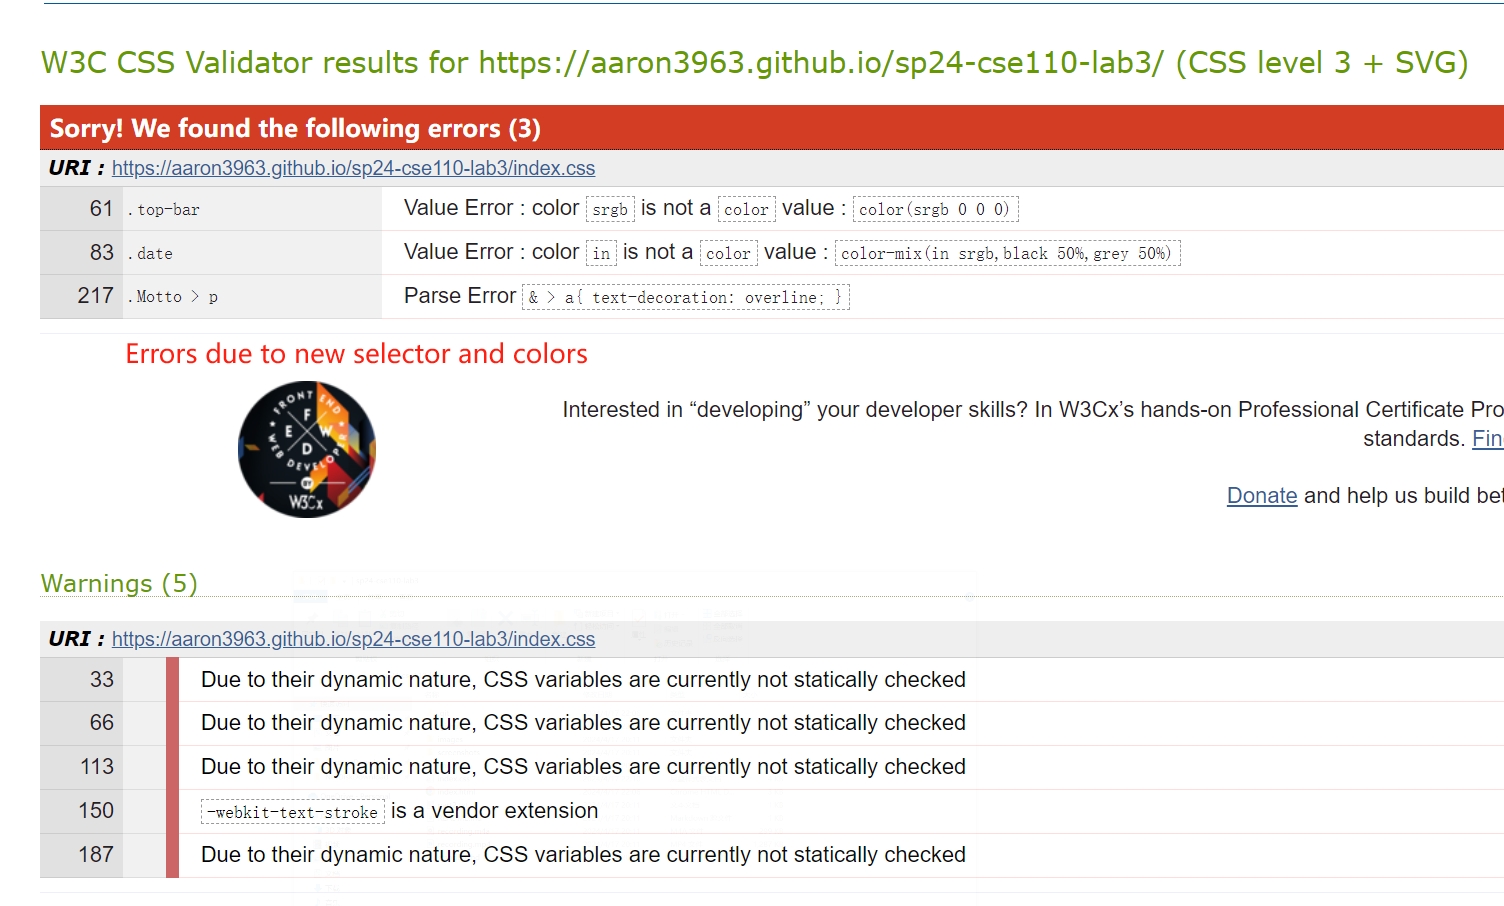 W3C CSS Validator results for https://aaron3963.github.io/sp24-cse110-lab3/ (CSS level 3 + SVG)
Sorry! We found the following errors (3)
URI : https://aaron3963.github.io/sp24-cse110-lab3/index.css
61 .top-bar Value Error : color srgb is not a color value : color(srgb 0 0 0)
83 .date Value Error : color in is not a color value : color-mix(in srgb,black 50%,grey 50%)
217 .Motto > p Parse Error & > a{ text-decoration: overline; }
Errors due to new selector and colors
FRONT END
F
E W
D
WEB DEVELOPER
BY
W3Cx
Interested in “developing” your developer skills? In W3Cx’s hands-on Professional Certificate Pro
standards. Fin
Donate and help us build bet
Warnings (5)
URI : https://aaron3963.github.io/sp24-cse110-lab3/index.css
33 Due to their dynamic nature, CSS variables are currently not statically checked
66 Due to their dynamic nature, CSS variables are currently not statically checked
113 Due to their dynamic nature, CSS variables are currently not statically checked
150 -webkit-text-stroke is a vendor extension
187 Due to their dynamic nature, CSS variables are currently not statically checked